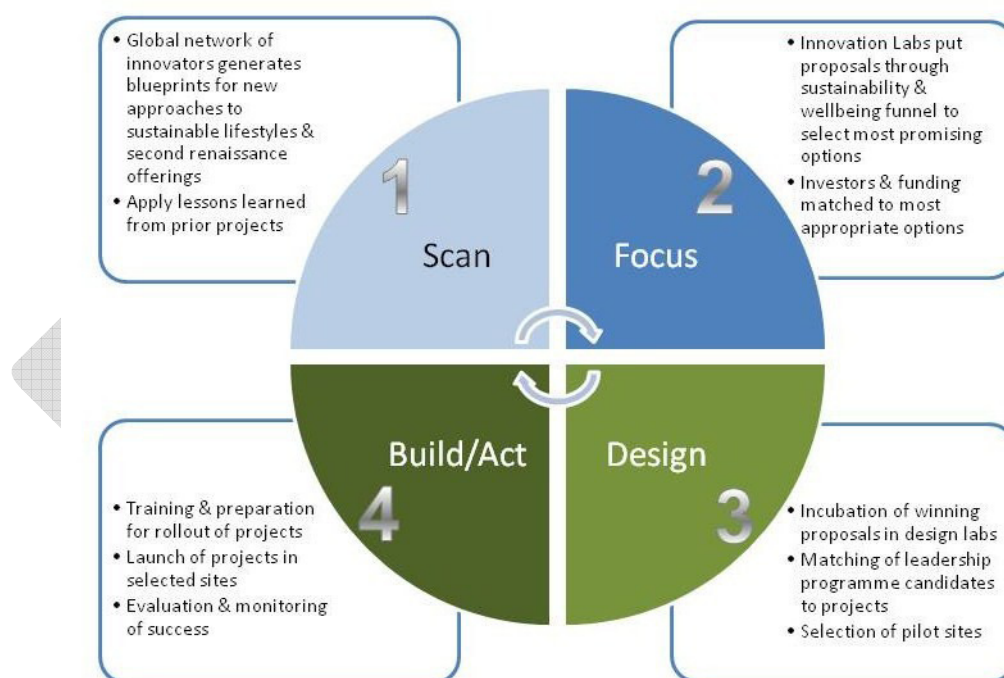 • Global network of
innovators generates
blueprints for new
approaches to
sustainable lifestyles &
second renaissance
offerings
• Apply lessons learned
from prior projects
1
Scan
• Innovation Labs put
proposals through
sustainability &
wellbeing funnel to
select most promising
options
• Investors & funding
matched to most
appropriate options
2
Focus
Design
3
• Incubation of winning
proposals in design labs
• Matching of leadership
programme candidates
to projects
• Selection of pilot sites
Build/Act
4
• Training & preparation
for rollout of projects
• Launch of projects in
selected sites
• Evaluation & monitoring
of success